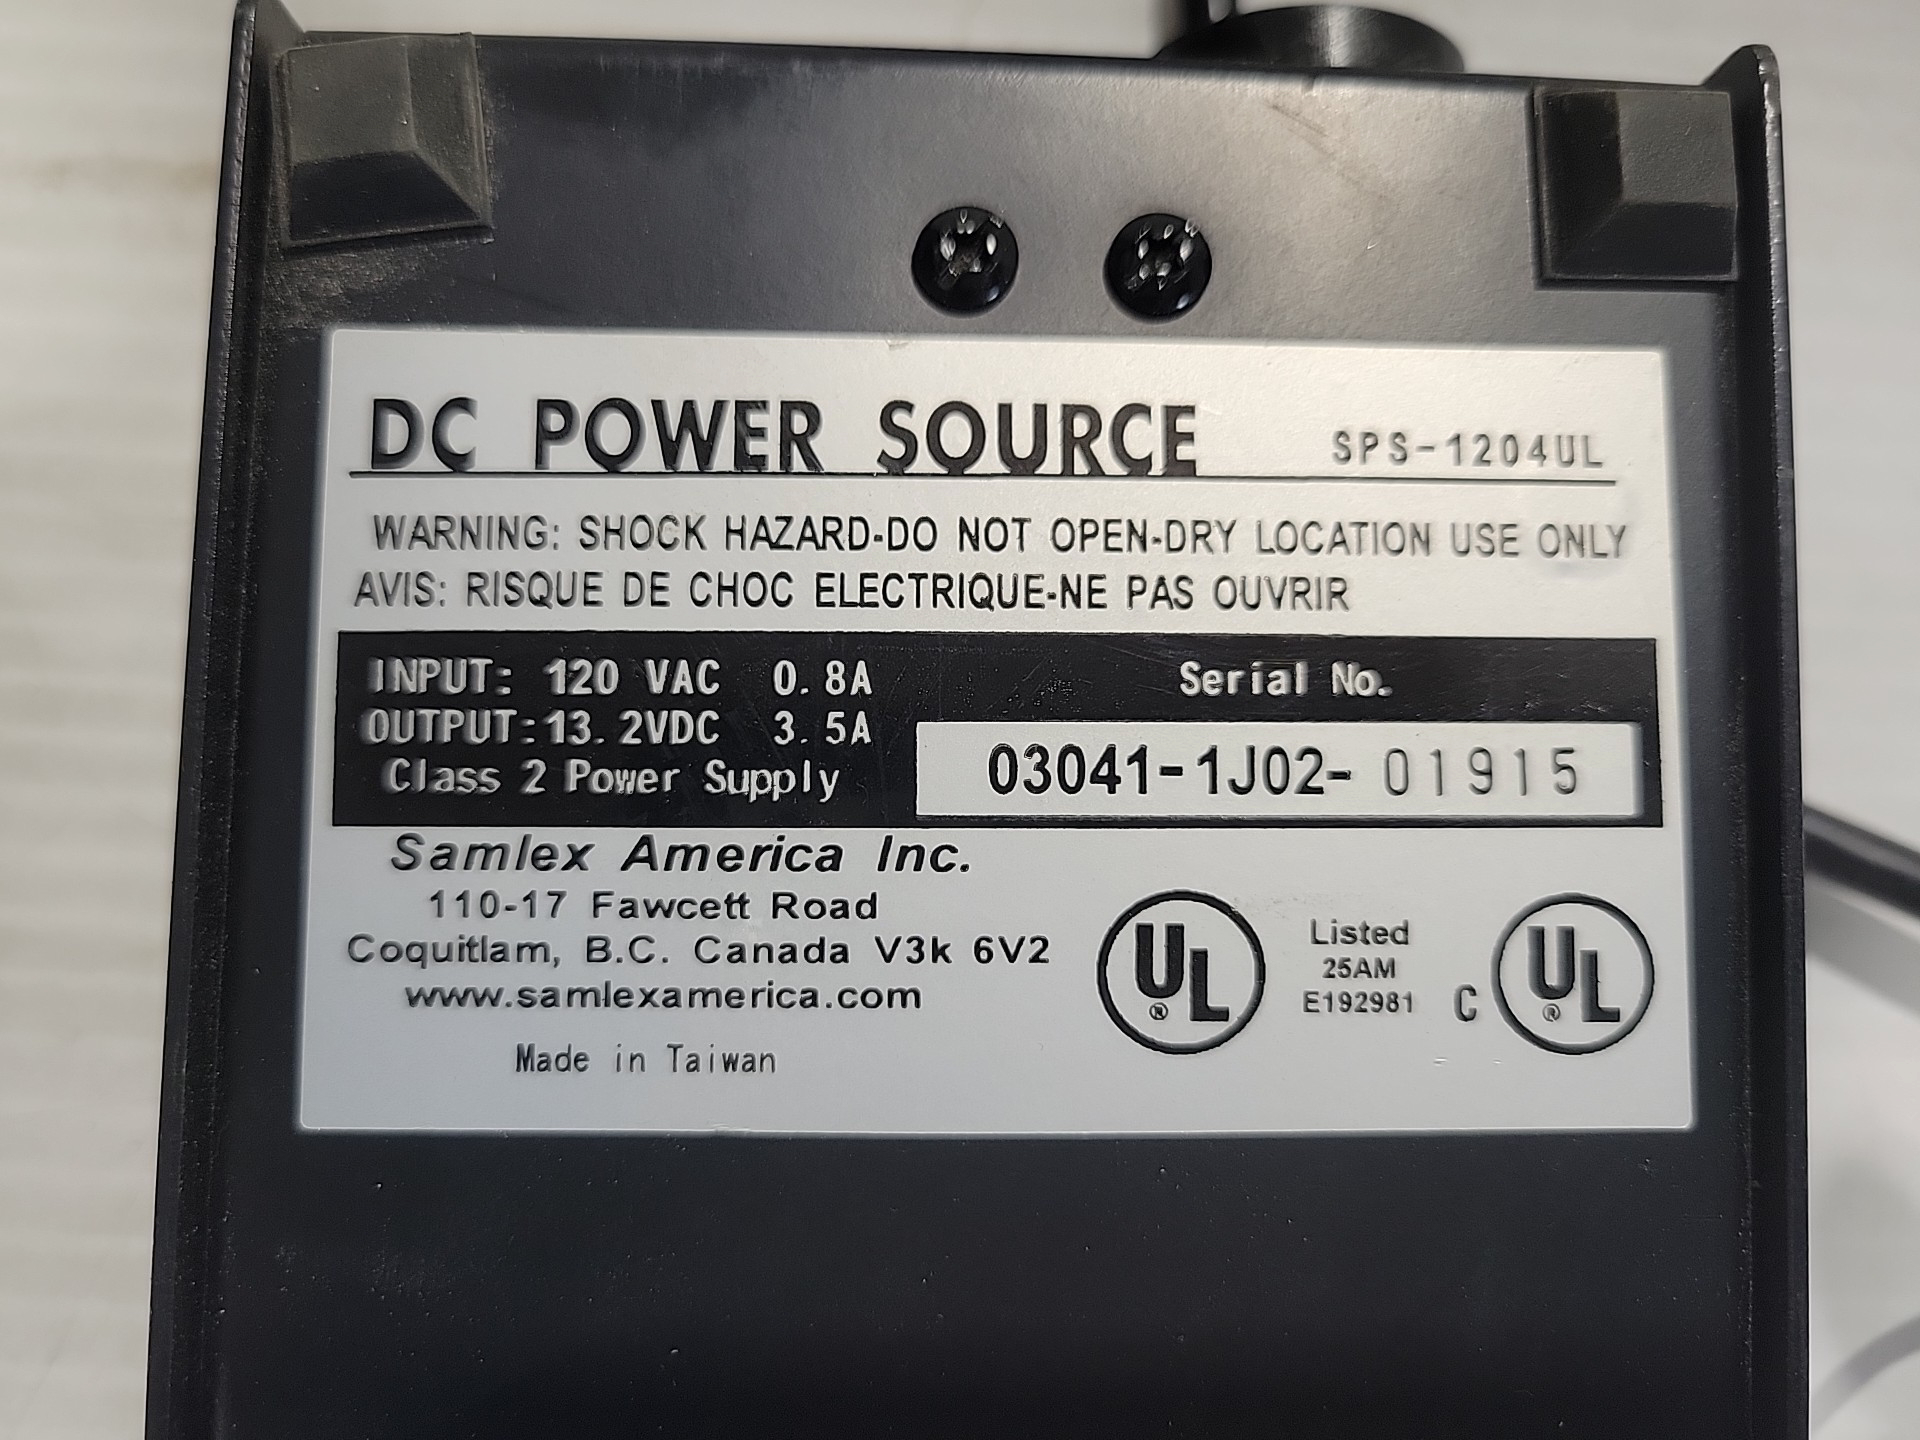 DC POWER SOURCE SPS-1204UL
WARNING: SHOCK HAZARD-DO NOT OPEN-DRY LOCATION USE ONLY
AVIS: RISQUE DE CHOC ELECTRIQUE-NE PAS OUVRIR
INPUT: 120 VAC 0.8A
OUTPUT:13.2VDC 3.5A
Class 2 Power Supply
Serial No.
03041-1J02-01915
Samlex America Inc.
110-17 Fawcett Road
Coquitlam, B.C. Canada V3k 6V2
www.samlexamerica.com
Made in Taiwan
UL ®
Listed
25AM
E192981
C UL ®